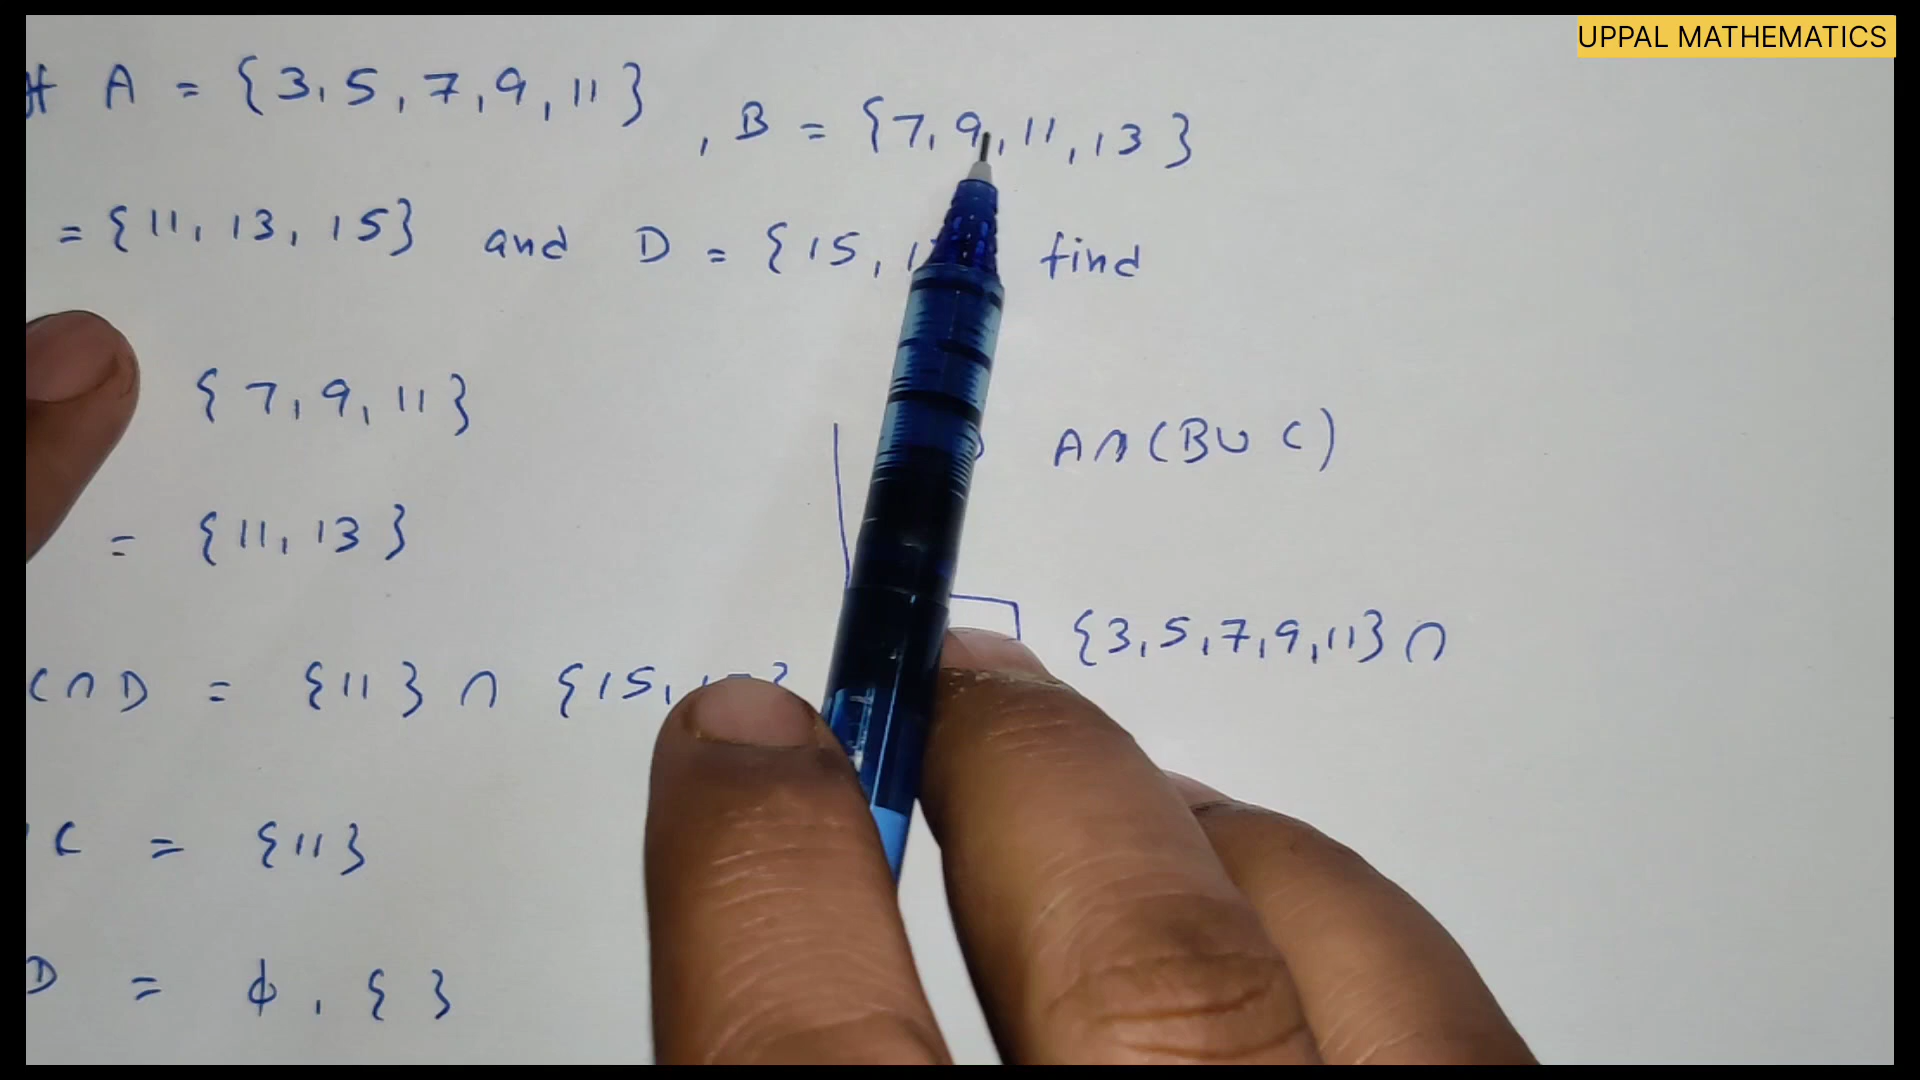 UPPAL MATHEMATICS
If A = {3, 5, 7, 9, 11} , B = {7, 9, 11, 13}
= {11, 13, 15} and D = {15, find
{7, 9, 11}
= {11, 13}
C ∩ D = {11} ∩ {15,
C = {11}
D = ϕ, { }
A ∩ (B ∪ C)
{3, 5, 7, 9, 11} ∩